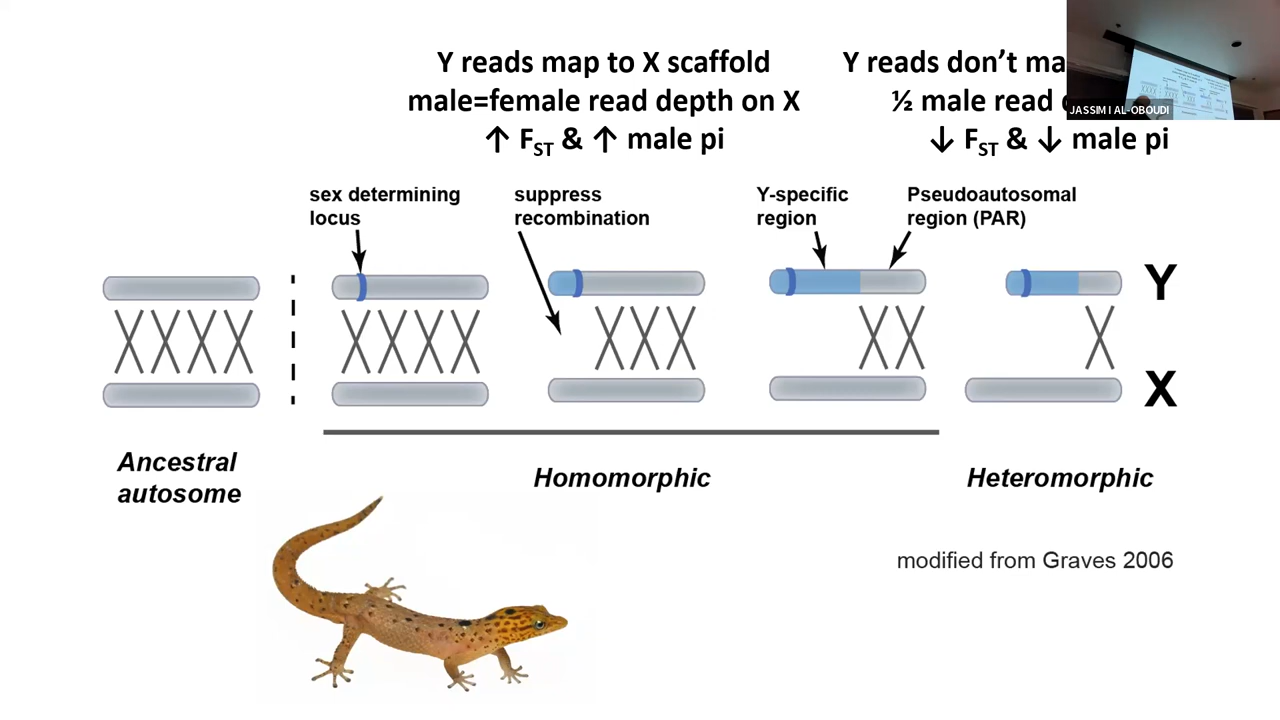 Y reads map to X scaffold
male=female read depth on X
↑ FST & ↑ male pi
Y reads don’t
½ male read
↓ FST & ↓ male pi
JASSIM I AL-OBOUDI
sex determining
locus
suppress
recombination
Y-specific
region
Pseudoautosomal
region (PAR)
Y
X
Ancestral
autosome
Homomorphic
Heteromorphic
modified from Graves 2006